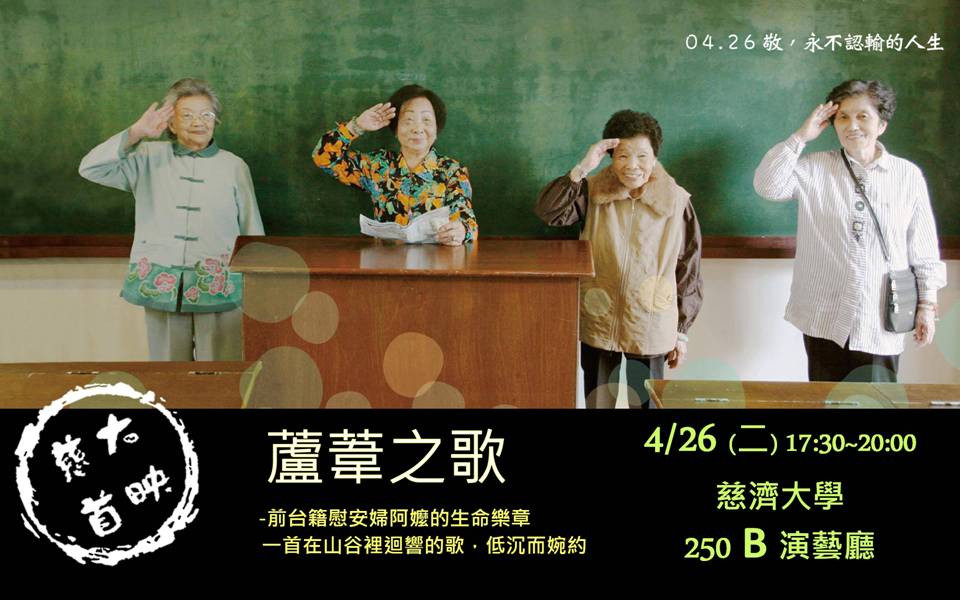 04.26 敬，永不認輸的人生
慈大
首映
蘆葦之歌
-前台籍慰安婦阿嬤的生命樂章
一首在山谷裡迴響的歌，低沉而婉約
4/26 (二) 17:30~20:00
慈濟大學
250 B 演藝廳